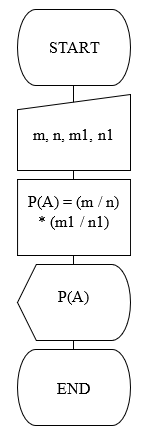 START
m, n, m1, n1
P(A) = (m / n)
* (m1 / n1)
P(A)
END